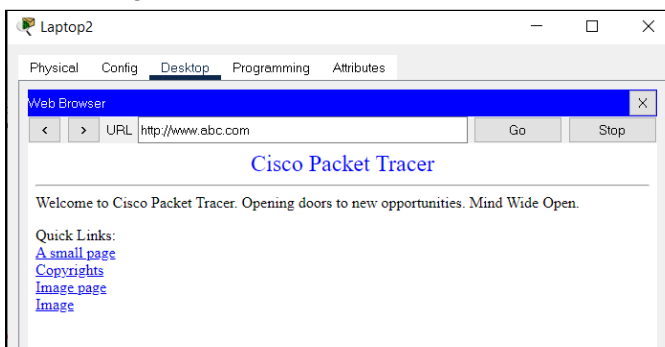 Laptop2
Physical Config Desktop Programming Attributes
Web Browser X
< > URL http://www.abc.com Go Stop
Cisco Packet Tracer
Welcome to Cisco Packet Tracer. Opening doors to new opportunities. Mind Wide Open.
Quick Links:
A small page
Copyrights
Image page
Image